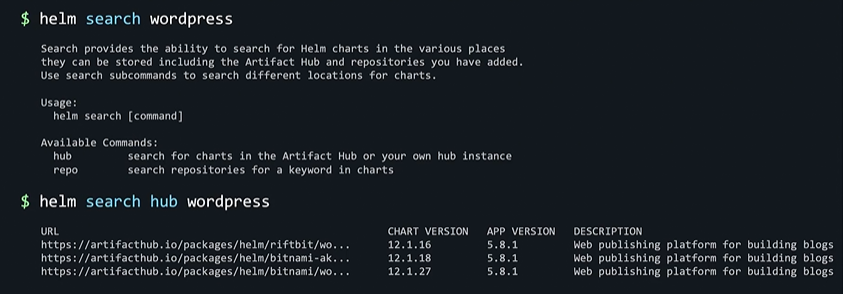 $ helm search wordpress
Search provides the ability to search for Helm charts in the various places
they can be stored including the Artifact Hub and repositories you have added.
Use search subcommands to search different locations for charts.
Usage:
helm search [command]
Available Commands:
hub search for charts in the Artifact Hub or your own hub instance
repo search repositories for a keyword in charts
$ helm search hub wordpress
URL CHART VERSION APP VERSION DESCRIPTION
https://artifacthub.io/packages/helm/riftbit/wo... 12.1.16 5.8.1 Web publishing platform for building blogs
https://artifacthub.io/packages/helm/bitnami-ak... 12.1.18 5.8.1 Web publishing platform for building blogs
https://artifacthub.io/packages/helm/bitnami/wo... 12.1.27 5.8.1 Web publishing platform for building blogs